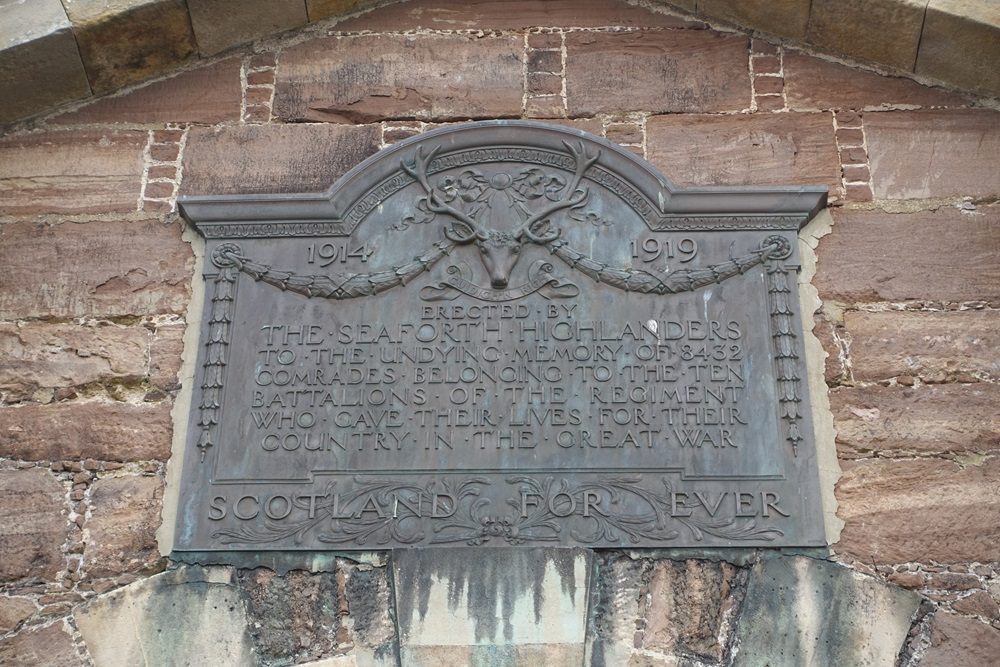 1914 1919
ERECTED · BY
THE · SEAFORTH · HIGHLANDERS
TO · THE · UNDYING · MEMORY · OF · 8432
COMRADES · BELONGING · TO · THE · TEN
BATTALIONS · OF · THE · REGIMENT
WHO · GAVE · THEIR · LIVES · FOR · THEIR
COUNTRY · IN · THE · GREAT · WAR
SCOTLAND FOR EVER